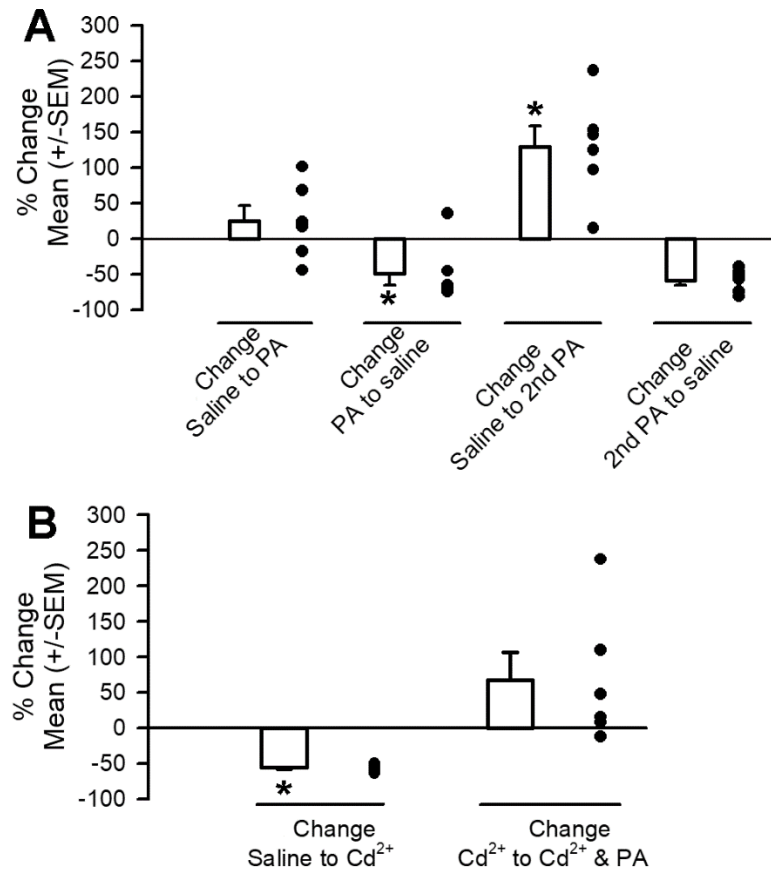 A
300
250
200
150
100
50
0
-50
-100
% Change
Mean (+/-SEM)
*
*
Change
Saline to PA
Change
PA to saline
Change
Saline to 2nd PA
Change
2nd PA to saline
B
300
250
200
150
100
50
0
-50
-100
% Change
Mean (+/-SEM)
*
Change
Saline to Cd²⁺
Change
Cd²⁺ to Cd²⁺ & PA